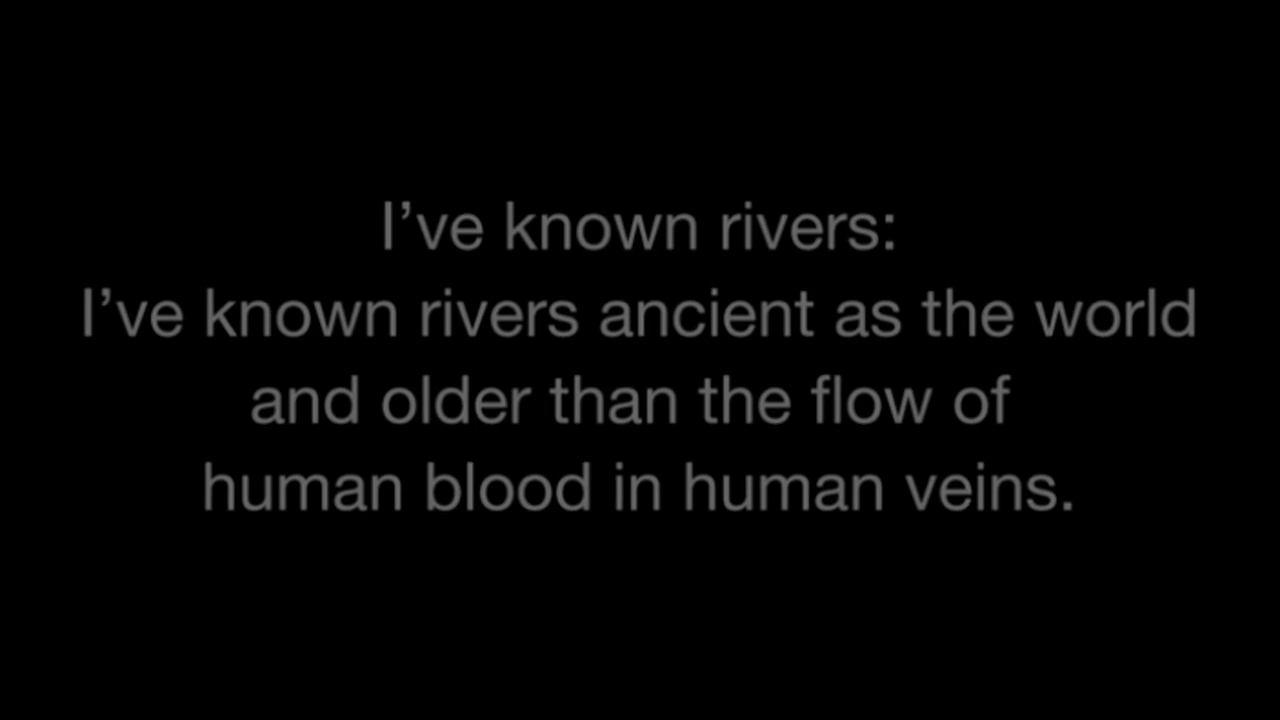 I’ve known rivers:
I’ve known rivers ancient as the world
and older than the flow of
human blood in human veins.